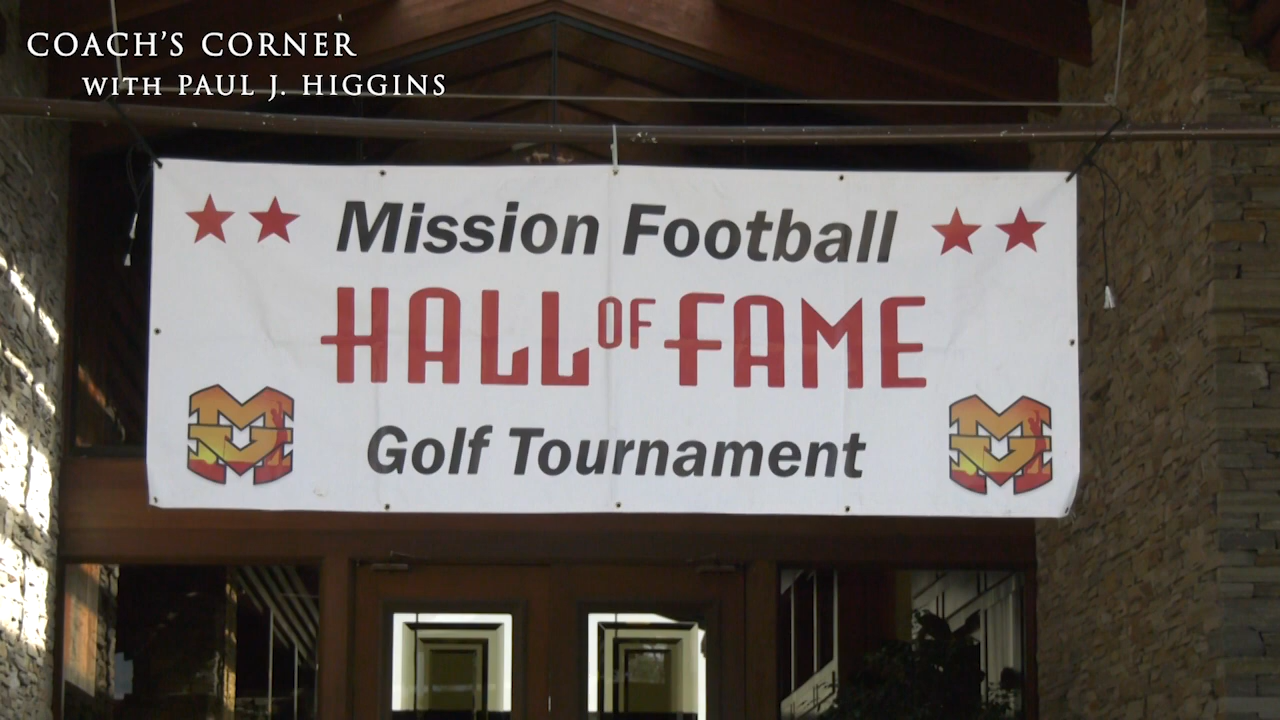 COACH'S CORNER
WITH PAUL J. HIGGINS
Mission Football
HALL OF FAME
Golf Tournament